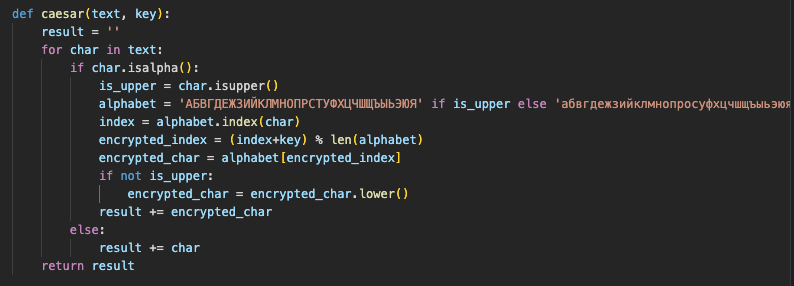 def caesar(text, key):
result = ''
for char in text:
if char.isalpha():
is_upper = char.isupper()
alphabet = 'АБВГДЕЖЗИЙКЛМНОПРСТУФХЦЧШЩЪЫЬЭЮЯ' if is_upper else 'абвгдежзийклмнопросуфхцчшщъыьэюя
index = alphabet.index(char)
encrypted_index = (index+key) % len(alphabet)
encrypted_char = alphabet[encrypted_index]
if not is_upper:
encrypted_char = encrypted_char.lower()
result += encrypted_char
else:
result += char
return result